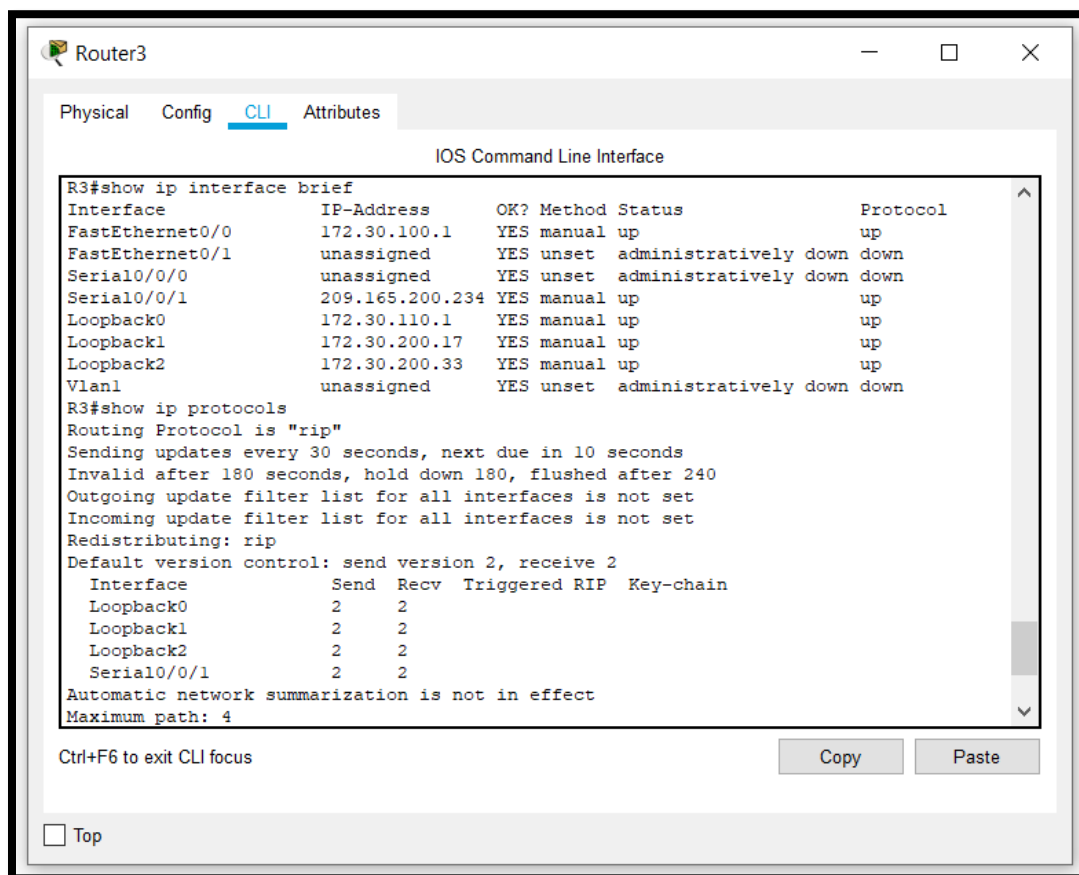 Router3
Physical Config CLI Attributes
IOS Command Line Interface
R3#show ip interface brief
Interface IP-Address OK? Method Status Protocol
FastEthernet0/0 172.30.100.1 YES manual up up
FastEthernet0/1 unassigned YES unset administratively down down
Serial0/0/0 unassigned YES unset administratively down down
Serial0/0/1 209.165.200.234 YES manual up up
Loopback0 172.30.110.1 YES manual up up
Loopback1 172.30.200.17 YES manual up up
Loopback2 172.30.200.33 YES manual up up
Vlan1 unassigned YES unset administratively down down
R3#show ip protocols
Routing Protocol is "rip"
Sending updates every 30 seconds, next due in 10 seconds
Invalid after 180 seconds, hold down 180, flushed after 240
Outgoing update filter list for all interfaces is not set
Incoming update filter list for all interfaces is not set
Redistributing: rip
Default version control: send version 2, receive 2
Interface Send Recv Triggered RIP Key-chain
Loopback0 2 2
Loopback1 2 2
Loopback2 2 2
Serial0/0/1 2 2
Automatic network summarization is not in effect
Maximum path: 4
Ctrl+F6 to exit CLI focus
Copy Paste
Top